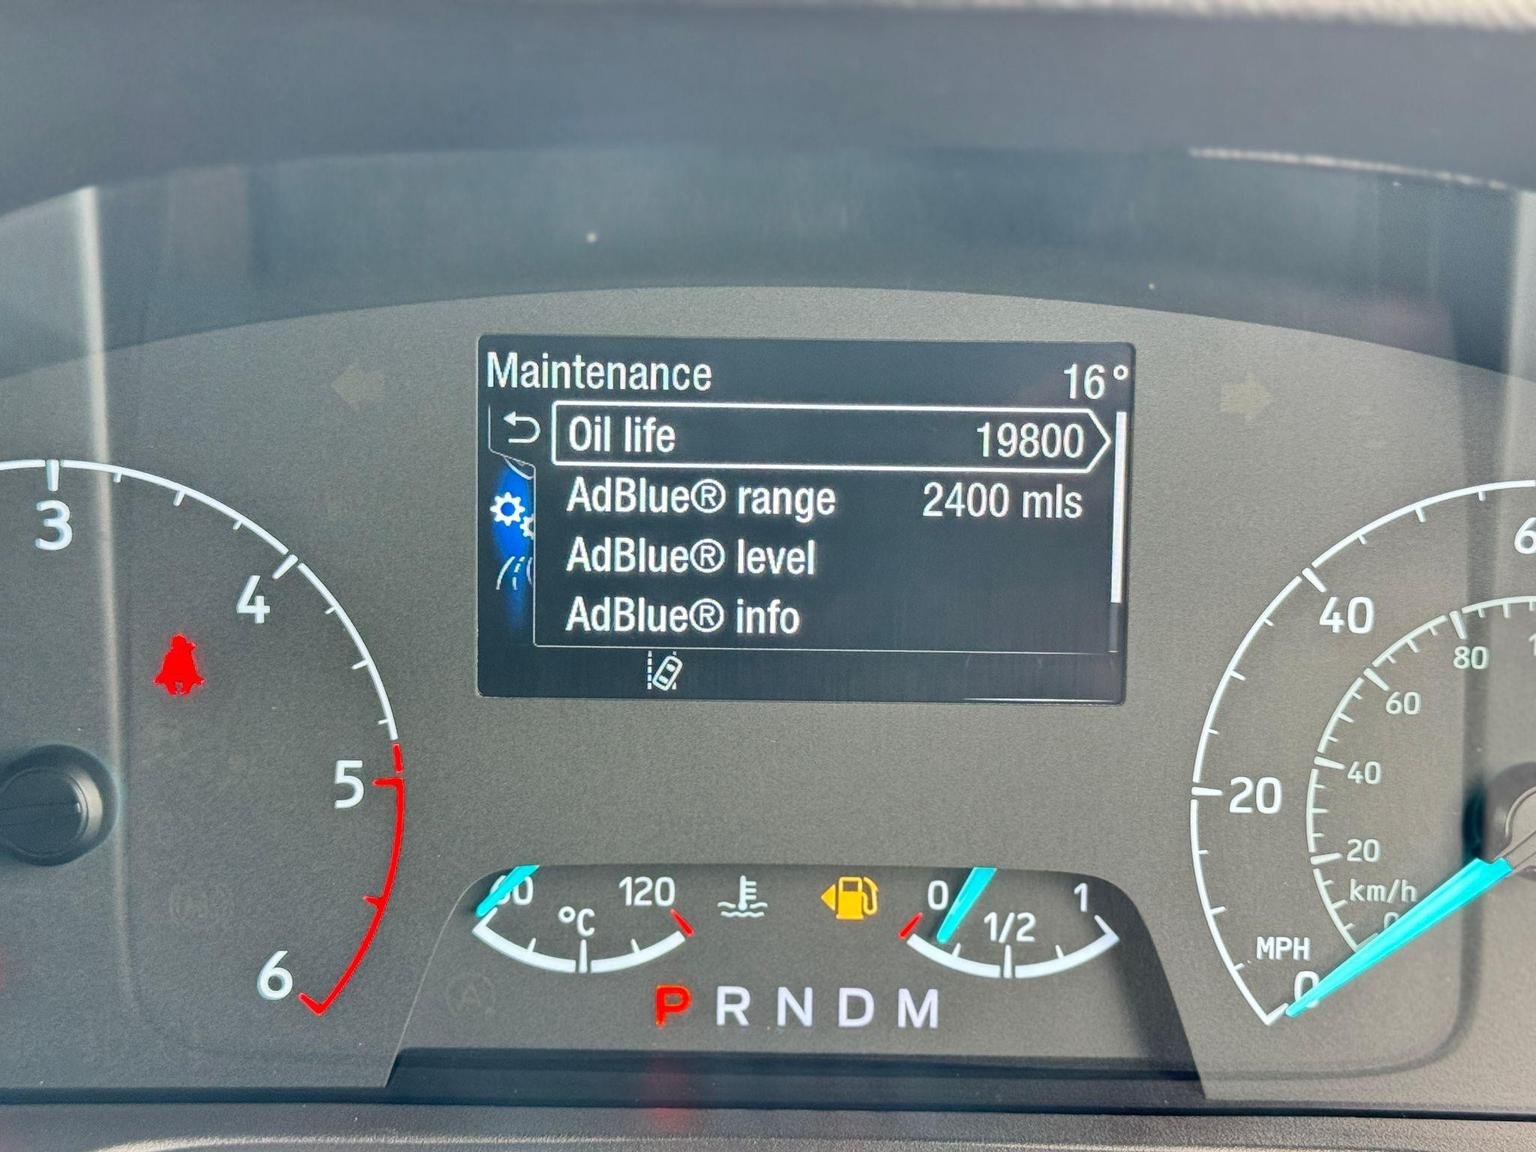 Maintenance 16°
Oil life 19800
AdBlue® range 2400 mls
AdBlue® level
AdBlue® info
3
4
5
6
120
°C
0
1/2
1
P R N D M
40
20
MPH
0
80
60
40
20
km/h